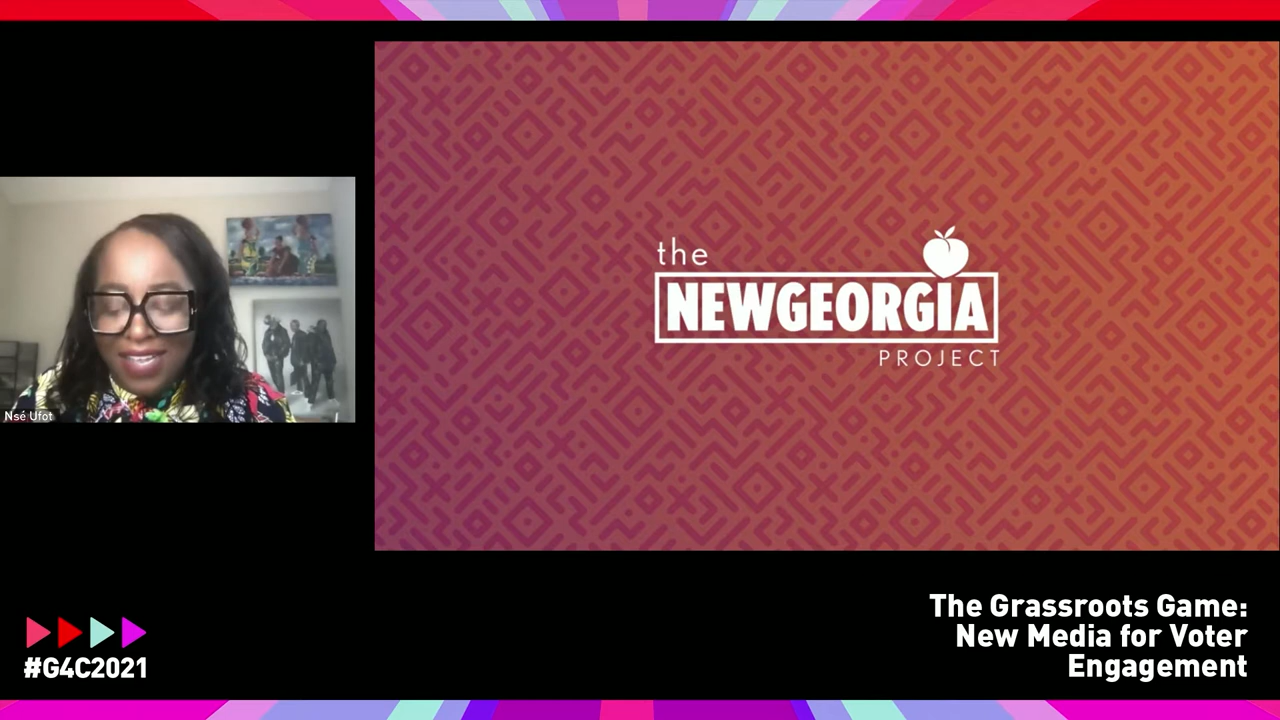 the
NEWGEORGIA
PROJECT
Nsé Ufot
#G4C2021
The Grassroots Game:
New Media for Voter
Engagement